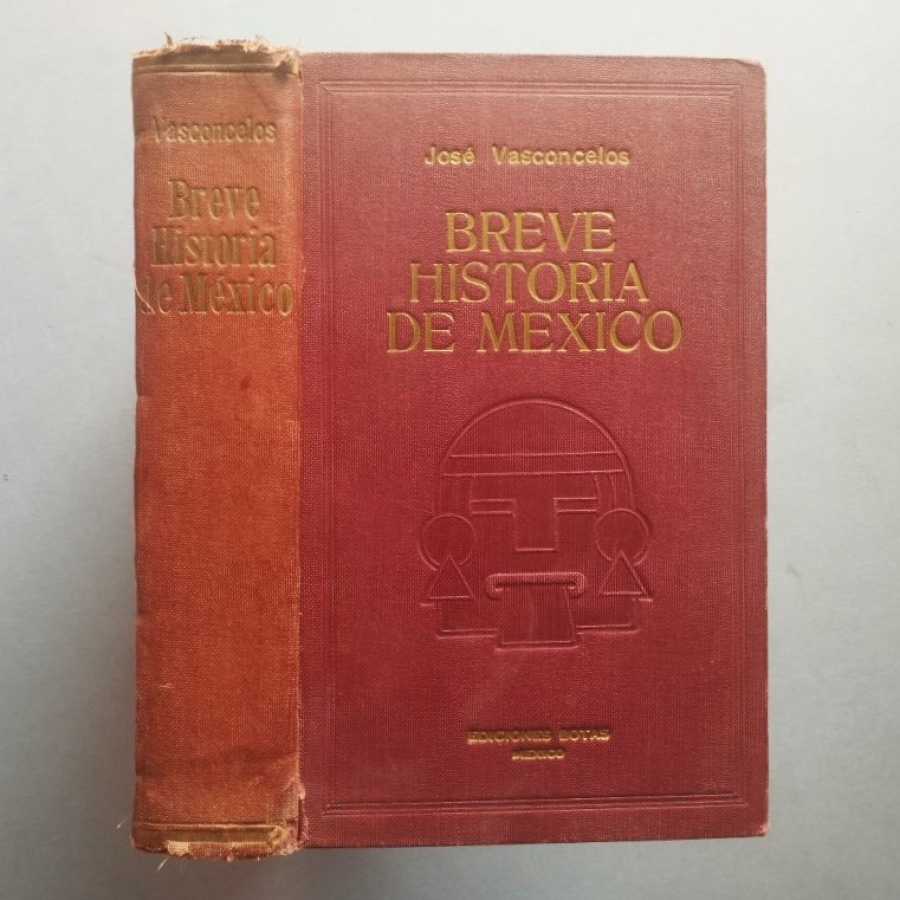 Vasconcelos
Breve
Historia
de México
José Vasconcelos
BREVE
HISTORIA
DE MEXICO
EDICIONES BOTAS
MEXICO